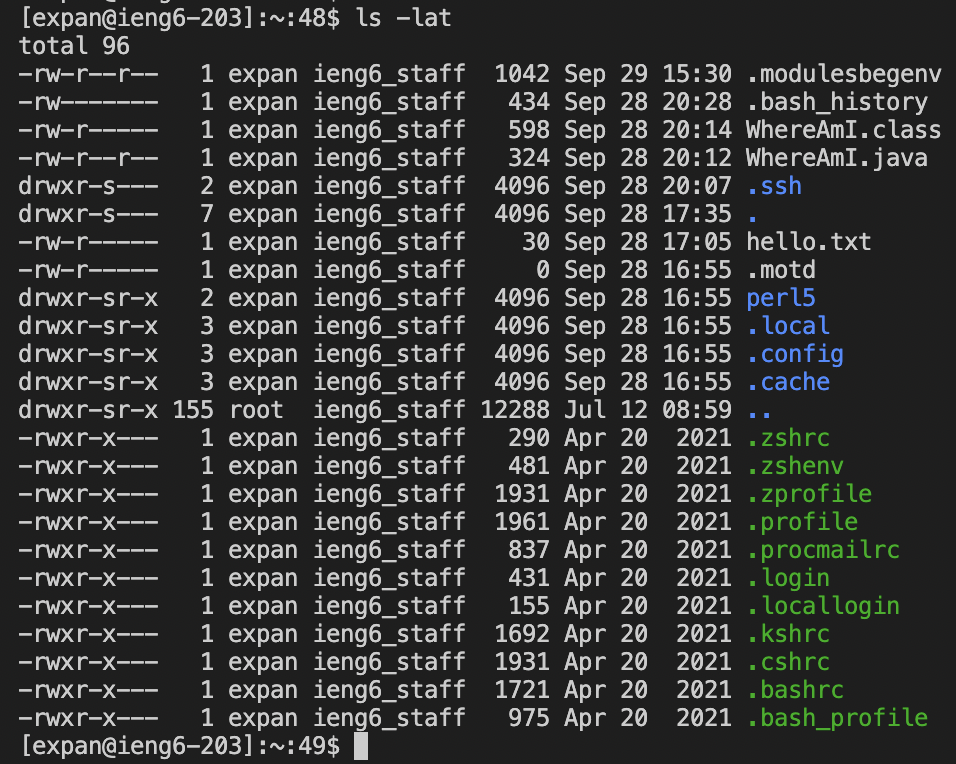 [expan@ieng6-203]:~:48$ ls -lat
total 96
-rw-r--r--   1 expan ieng6_staff  1042 Sep 29 15:30 .modulesbegenv
-rw-------   1 expan ieng6_staff   434 Sep 28 20:28 .bash_history
-rw-r-----   1 expan ieng6_staff   598 Sep 28 20:14 WhereAmI.class
-rw-r--r--   1 expan ieng6_staff   324 Sep 28 20:12 WhereAmI.java
drwxr-s---   2 expan ieng6_staff  4096 Sep 28 20:07 .ssh
drwxr-s---   7 expan ieng6_staff  4096 Sep 28 17:35 .
-rw-r-----   1 expan ieng6_staff    30 Sep 28 17:05 hello.txt
-rw-r-----   1 expan ieng6_staff     0 Sep 28 16:55 .motd
drwxr-sr-x   2 expan ieng6_staff  4096 Sep 28 16:55 perl5
drwxr-sr-x   3 expan ieng6_staff  4096 Sep 28 16:55 .local
drwxr-sr-x   3 expan ieng6_staff  4096 Sep 28 16:55 .config
drwxr-sr-x   3 expan ieng6_staff  4096 Sep 28 16:55 .cache
drwxr-sr-x 155 root  ieng6_staff 12288 Jul 12 08:59 ..
-rwxr-x---   1 expan ieng6_staff   290 Apr 20  2021 .zshrc
-rwxr-x---   1 expan ieng6_staff   481 Apr 20  2021 .zshenv
-rwxr-x---   1 expan ieng6_staff  1931 Apr 20  2021 .zprofile
-rwxr-x---   1 expan ieng6_staff  1961 Apr 20  2021 .profile
-rwxr-x---   1 expan ieng6_staff   837 Apr 20  2021 .procmailrc
-rwxr-x---   1 expan ieng6_staff   431 Apr 20  2021 .login
-rwxr-x---   1 expan ieng6_staff   155 Apr 20  2021 .locallogin
-rwxr-x---   1 expan ieng6_staff  1692 Apr 20  2021 .kshrc
-rwxr-x---   1 expan ieng6_staff  1931 Apr 20  2021 .cshrc
-rwxr-x---   1 expan ieng6_staff  1721 Apr 20  2021 .bashrc
-rwxr-x---   1 expan ieng6_staff   975 Apr 20  2021 .bash_profile
[expan@ieng6-203]:~:49$